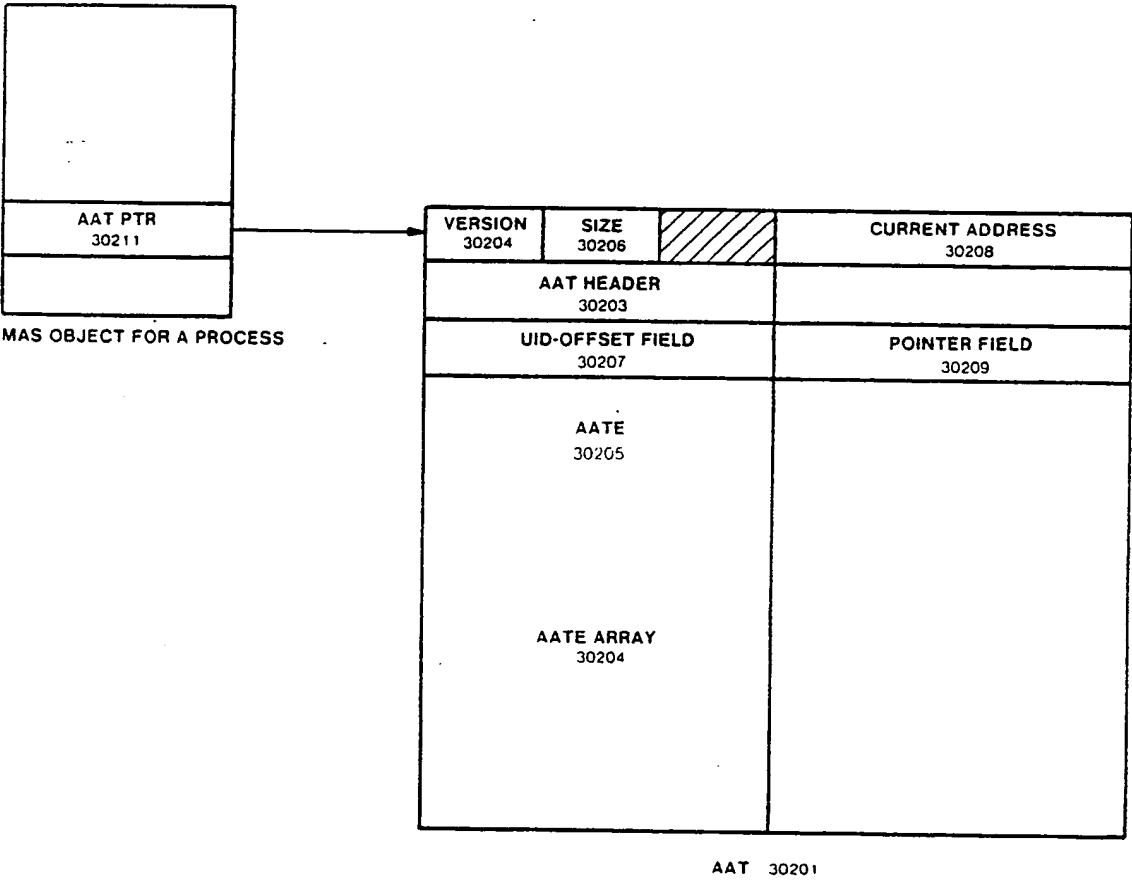 AAT PTR
30211
MAS OBJECT FOR A PROCESS
VERSION
30204
SIZE
30206
CURRENT ADDRESS
30208
AAT HEADER
30203
UID-OFFSET FIELD
30207
POINTER FIELD
30209
AATE
30205
AATE ARRAY
30204
AAT 30201